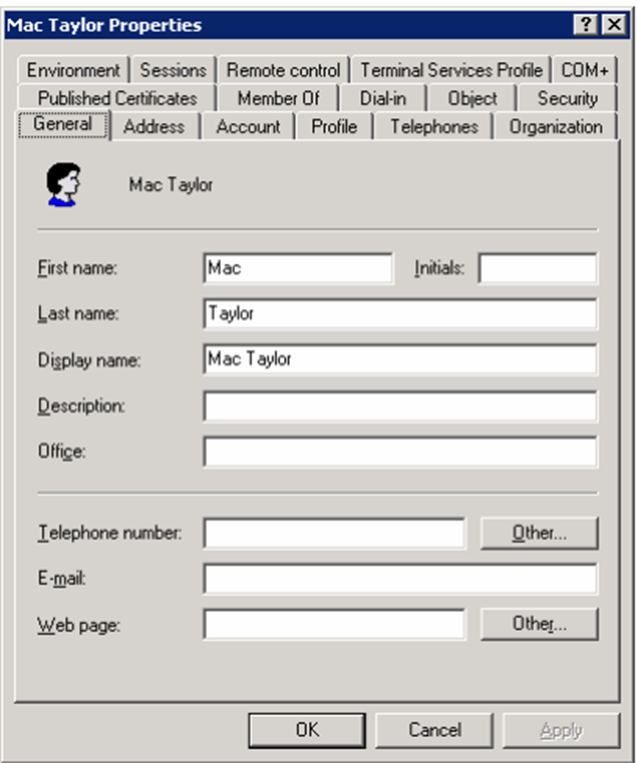 Mac Taylor Properties
Environment Sessions Remote control Terminal Services Profile COM+
Published Certificates Member Of Dial-in Object Security
General Address Account Profile Telephones Organization
Mac Taylor
First name: Mac Initials:
Last name: Taylor
Display name: Mac Taylor
Description:
Office:
Telephone number: Other...
E-mail:
Web page: Other...
OK Cancel Apply